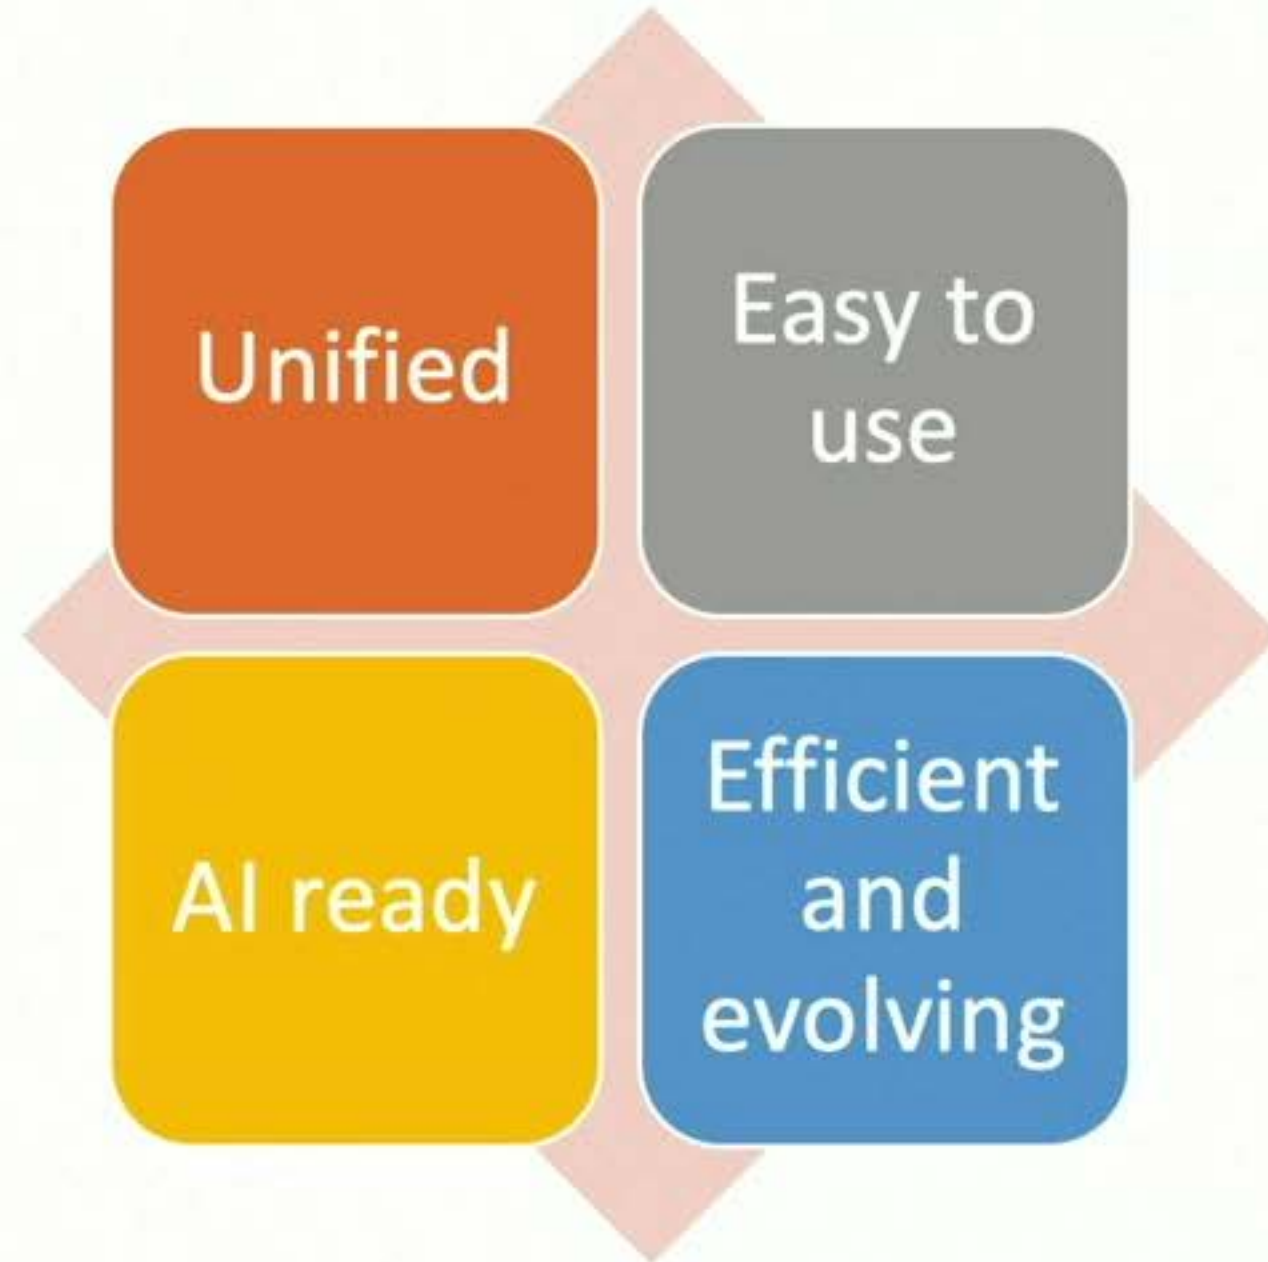 Unified
Easy to
use
AI ready
Efficient
and
evolving